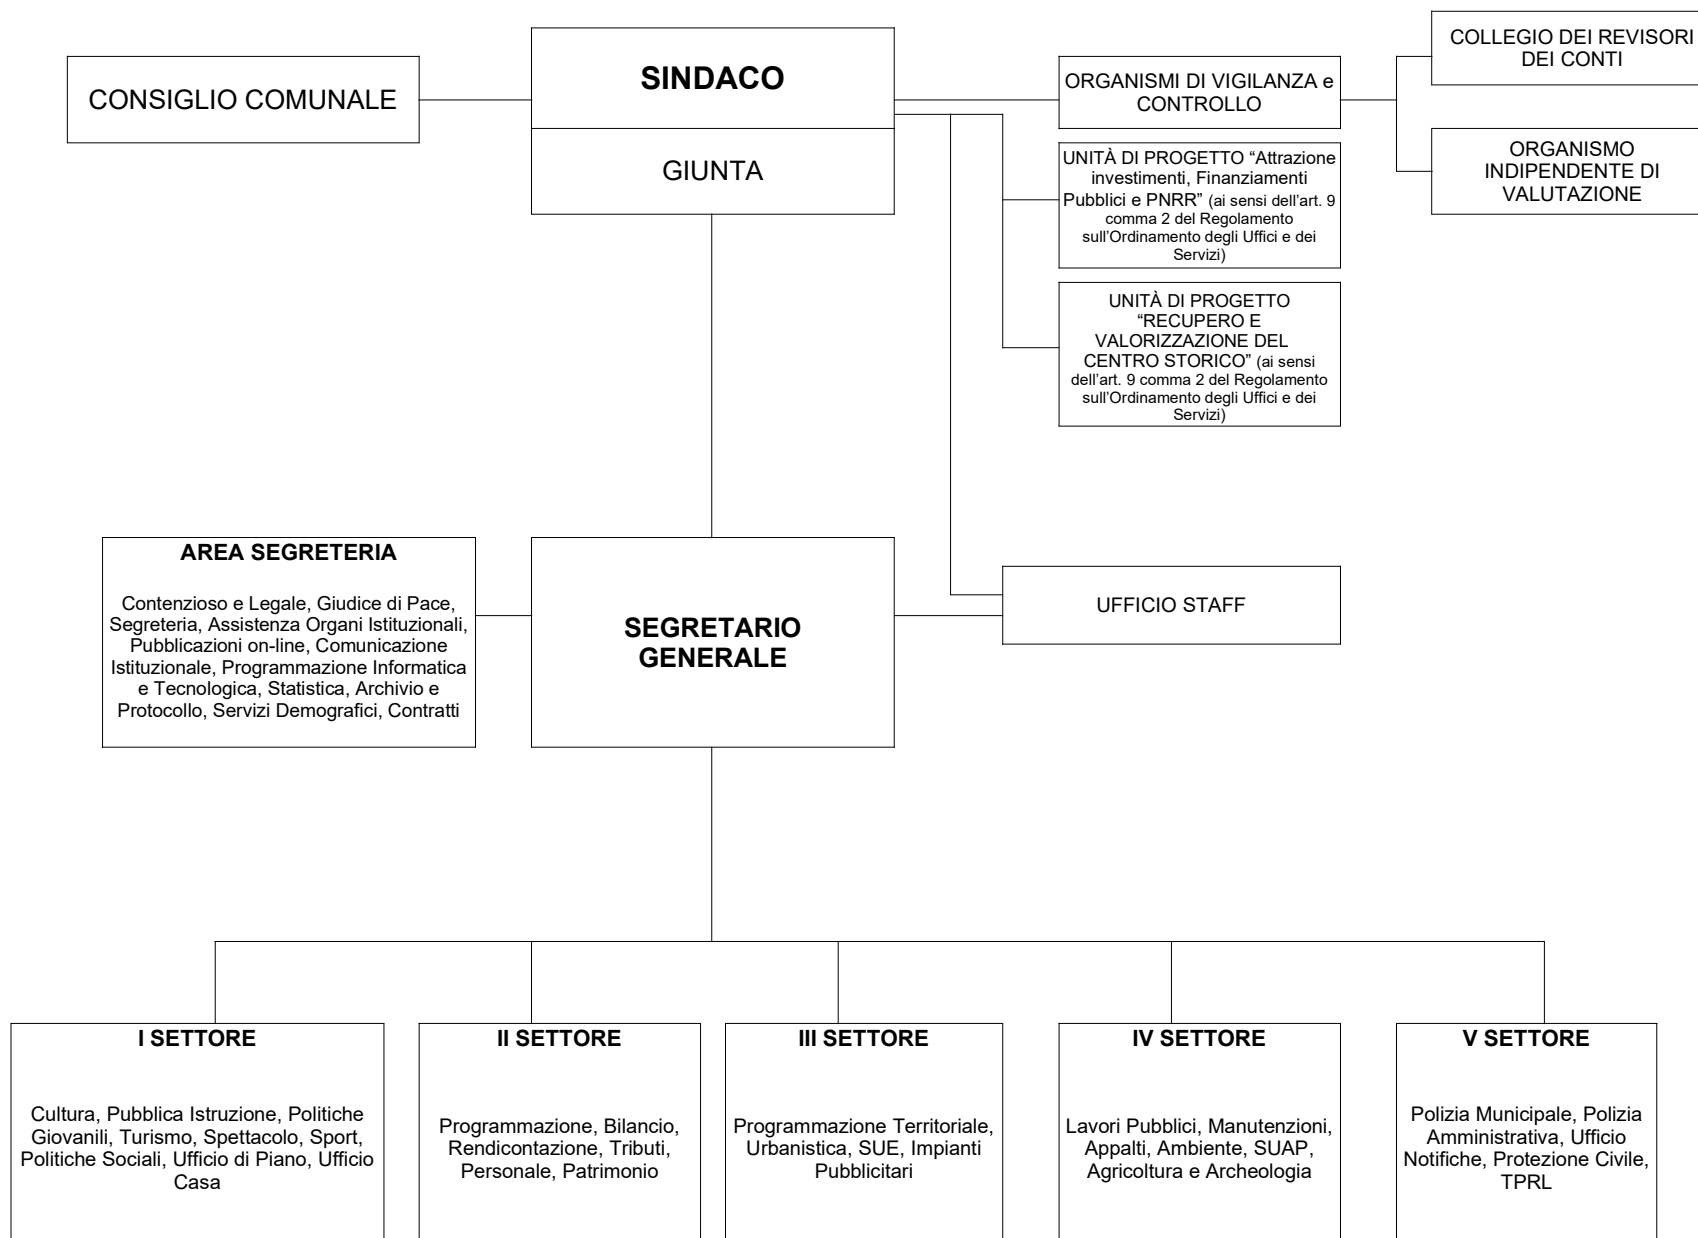 CONSIGLIO COMUNALE
SINDACO
GIUNTA
ORGANISMI DI VIGILANZA e
CONTROLLO
COLLEGIO DEI REVISORI
DEI CONTI
ORGANISMO
INDIPENDENTE DI
VALUTAZIONE
UNITÀ DI PROGETTO “Attrazione
investimenti, Finanziamenti
Pubblici e PNRR” (ai sensi dell’art. 9
comma 2 del Regolamento
sull’Ordinamento degli Uffici e dei
Servizi)
UNITÀ DI PROGETTO
“RECUPERO E
VALORIZZAZIONE DEL
CENTRO STORICO” (ai sensi
dell’art. 9 comma 2 del Regolamento
sull’Ordinamento degli Uffici e dei
Servizi)
AREA SEGRETERIA
Contenzioso e Legale, Giudice di Pace,
Segreteria, Assistenza Organi Istituzionali,
Pubblicazioni on-line, Comunicazione
Istituzionale, Programmazione Informatica
e Tecnologica, Statistica, Archivio e
Protocollo, Servizi Demografici, Contratti
SEGRETARIO
GENERALE
UFFICIO STAFF
I SETTORE
Cultura, Pubblica Istruzione, Politiche
Giovanili, Turismo, Spettacolo, Sport,
Politiche Sociali, Ufficio di Piano, Ufficio
Casa
II SETTORE
Programmazione, Bilancio,
Rendicontazione, Tributi,
Personale, Patrimonio
III SETTORE
Programmazione Territoriale,
Urbanistica, SUE, Impianti
Pubblicitari
IV SETTORE
Lavori Pubblici, Manutenzioni,
Appalti, Ambiente, SUAP,
Agricoltura e Archeologia
V SETTORE
Polizia Municipale, Polizia
Amministrativa, Ufficio
Notifiche, Protezione Civile,
TPRL